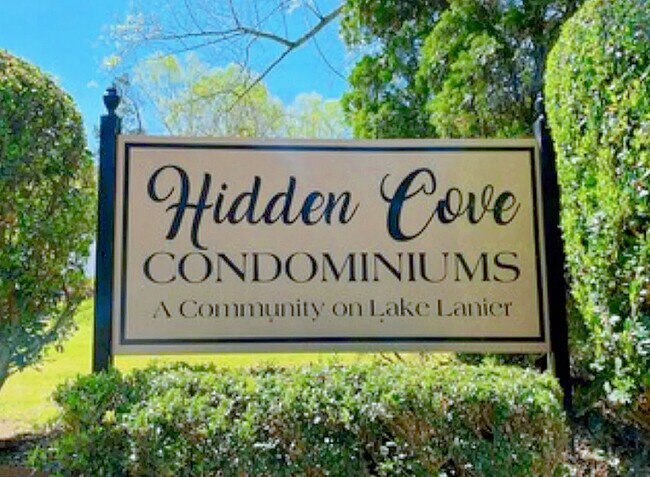 Hidden Cove
CONDOMINIUMS
A Community on Lake Lanier